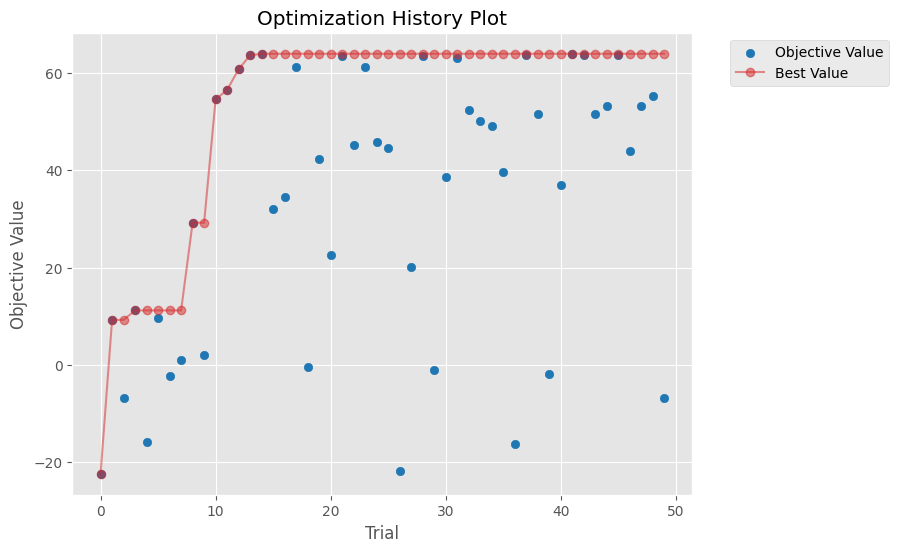 Optimization History Plot
Objective Value
Best Value
Objective Value
60
40
20
0
−20
0 10 20 30 40 50
Trial